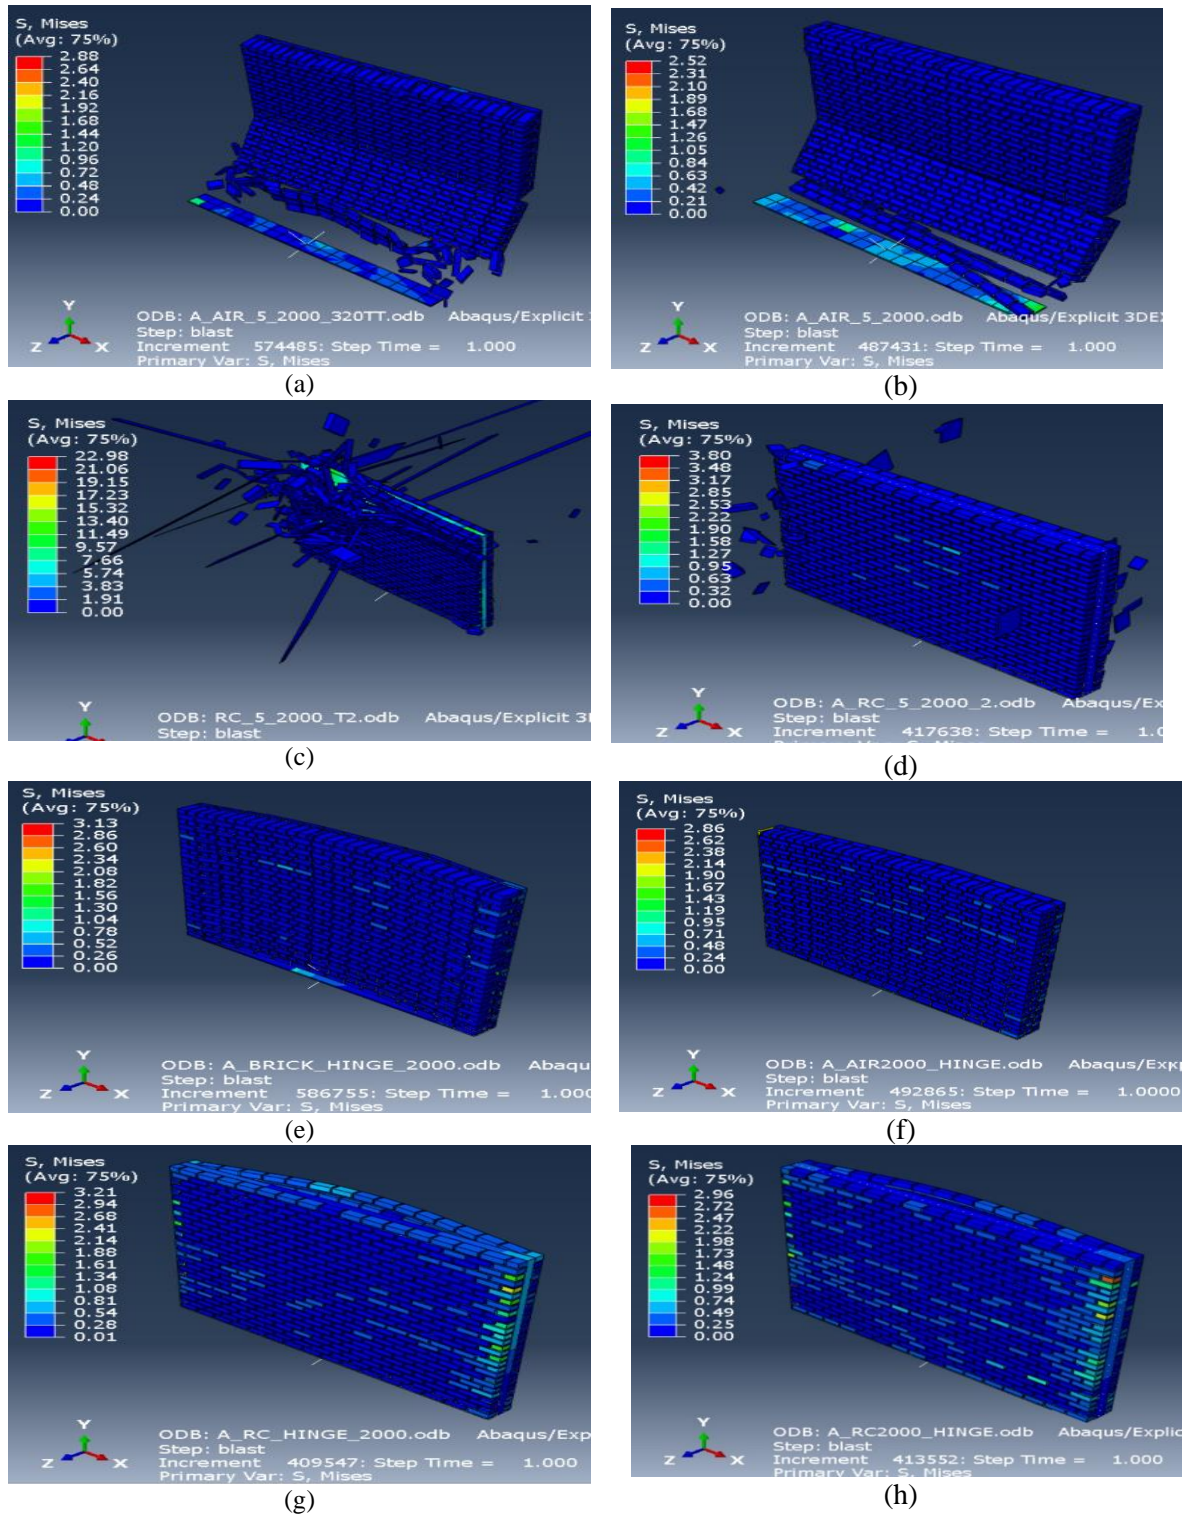 S, Mises
(Avg: 75%)
2.88
2.64
2.40
2.16
1.92
1.68
1.44
1.20
0.96
0.72
0.48
0.24
0.00
Y
Z X
ODB: A_AIR_5_2000_320TT.odb Abaqus/Explicit
Step: blast
Increment 574485: Step Time = 1.000
Primary Var: S, Mises
(a)
S, Mises
(Avg: 75%)
2.52
2.31
2.10
1.89
1.68
1.47
1.26
1.05
0.84
0.63
0.42
0.21
0.00
Y
Z X
ODB: A_AIR_5_2000.odb Abaqus/Explicit 3DEX
Step: blast
Increment 487431: Step Time = 1.000
Primary Var: S, Mises
(b)
S, Mises
(Avg: 75%)
22.98
21.06
19.15
17.23
15.32
13.40
11.49
9.57
7.66
5.74
3.83
1.91
0.00
Y
ODB: RC_5_2000_T2.odb Abaqus/Explicit
Step: blast
(c)
S, Mises
(Avg: 75%)
3.80
3.48
3.17
2.85
2.53
2.22
1.90
1.58
1.27
0.95
0.63
0.32
0.00
Y
Z X
ODB: A_RC_5_2000_2.odb Abaqus/Ex
Step: blast
Increment 417638: Step Time = 1.0
(d)
S, Mises
(Avg: 75%)
3.13
2.86
2.60
2.34
2.08
1.82
1.56
1.30
1.04
0.78
0.52
0.26
0.00
Y
Z X
ODB: A_BRICK_HINGE_2000.odb Abaqu
Step: blast
Increment 586755: Step Time = 1.000
Primary Var: S, Mises
(e)
S, Mises
(Avg: 75%)
2.86
2.62
2.38
2.14
1.90
1.67
1.43
1.19
0.95
0.71
0.48
0.24
0.00
Y
Z X
ODB: A_AIR2000_HINGE.odb
Step: blast
Increment 492865: Step Time = 1.0000
Primary Var: S, Mises
(f)
S, Mises
(Avg: 75%)
3.21
2.94
2.68
2.41
2.14
1.88
1.61
1.34
1.08
0.81
0.54
0.28
0.01
Y
Z X
ODB: A_RC_HINGE_2000.odb Abaqus/Exp
Step: blast
Increment 409547: Step Time = 1.000
Primary Var: S, Mises
(g)
S, Mises
(Avg: 75%)
2.96
2.72
2.47
2.22
1.98
1.73
1.48
1.24
0.99
0.74
0.49
0.25
0.00
Y
Z X
ODB: A_RC2000_HINGE.odb Abaqus/Explic
Step: blast
Increment 413552: Step Time = 1.000
Primary Var: S, Mises
(h)